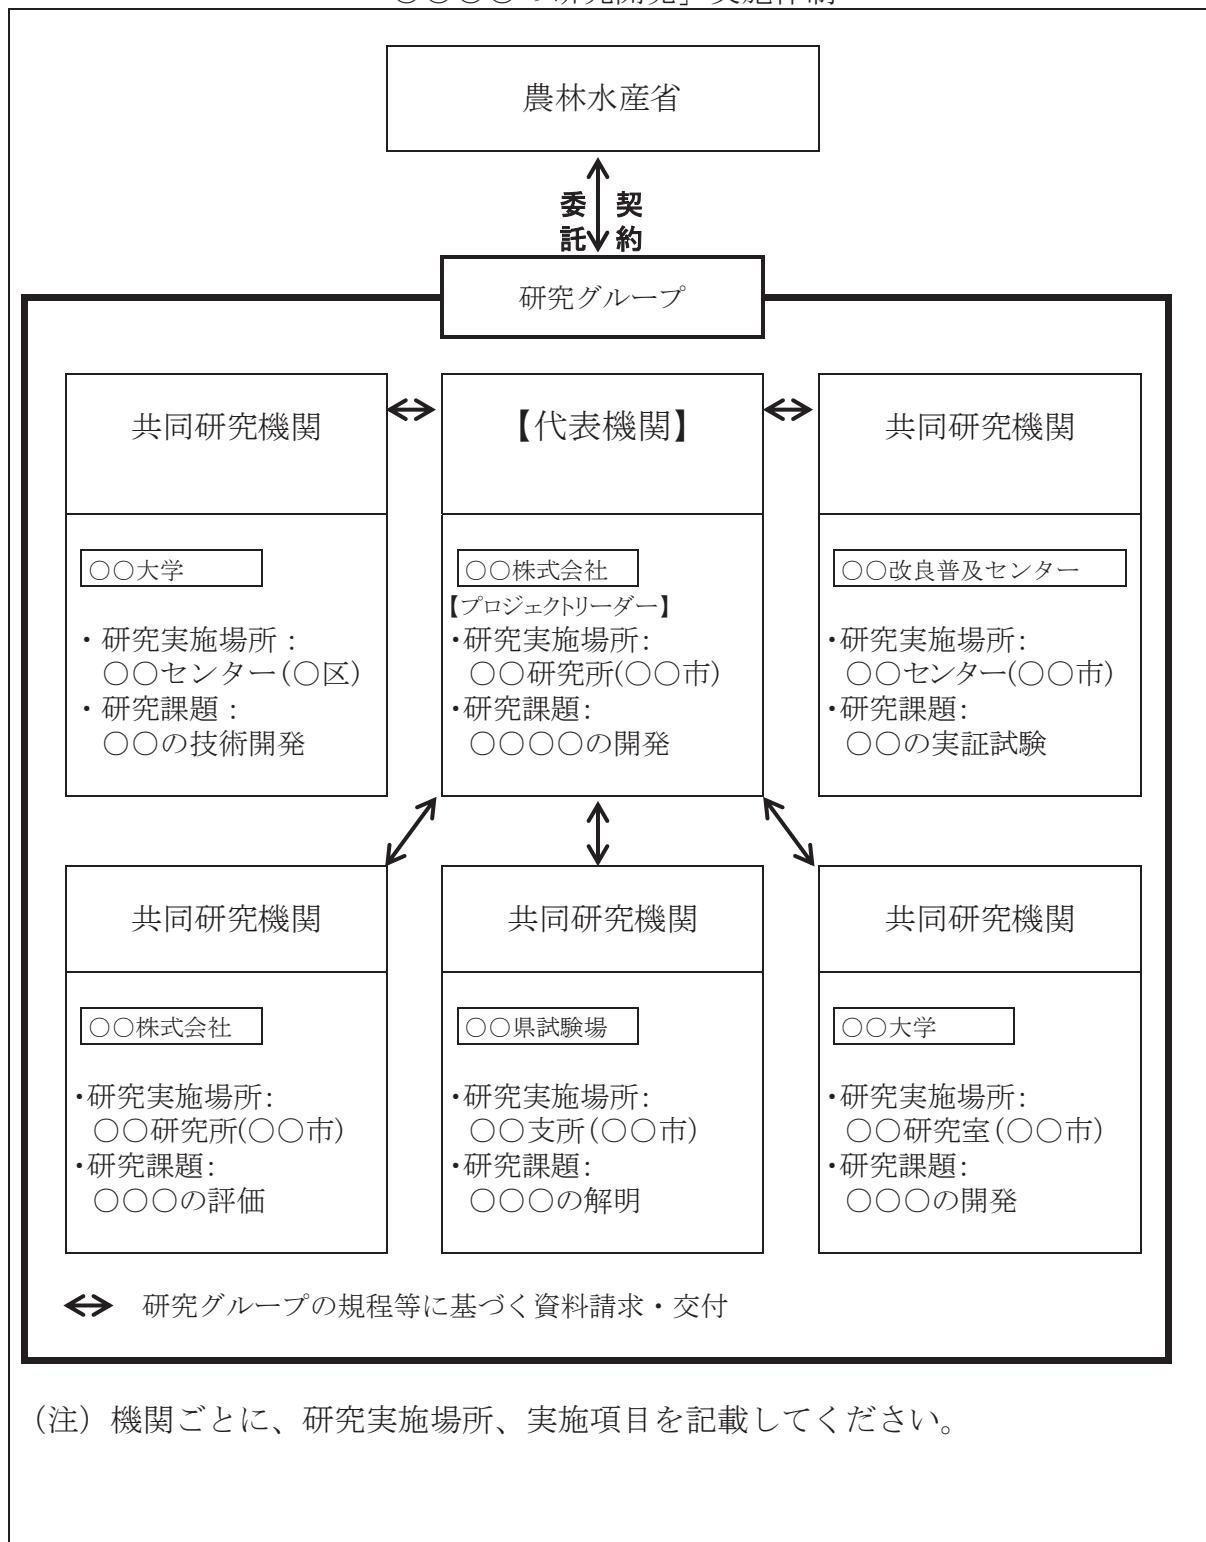 農林水産省
委 契
託 約
研究グループ
共同研究機関
【代表機関】
共同研究機関
○○大学
・研究実施場所：
○○センター(○区)
・研究課題：
○○の技術開発
○○株式会社
【プロジェクトリーダー】
・研究実施場所：
○○研究所(○○市)
・研究課題：
○○○○の開発
○○改良普及センター
・研究実施場所：
○○センター(○○市)
・研究課題：
○○の実証試験
共同研究機関
共同研究機関
共同研究機関
○○株式会社
・研究実施場所：
○○研究所(○○市)
・研究課題：
○○○の評価
○○県試験場
・研究実施場所：
○○支所(○○市)
・研究課題：
○○○の解明
○○大学
・研究実施場所：
○○研究室(○○市)
・研究課題：
○○○の開発
研究グループの規程等に基づく資料請求・交付
（注）機関ごとに、研究実施場所、実施項目を記載してください。